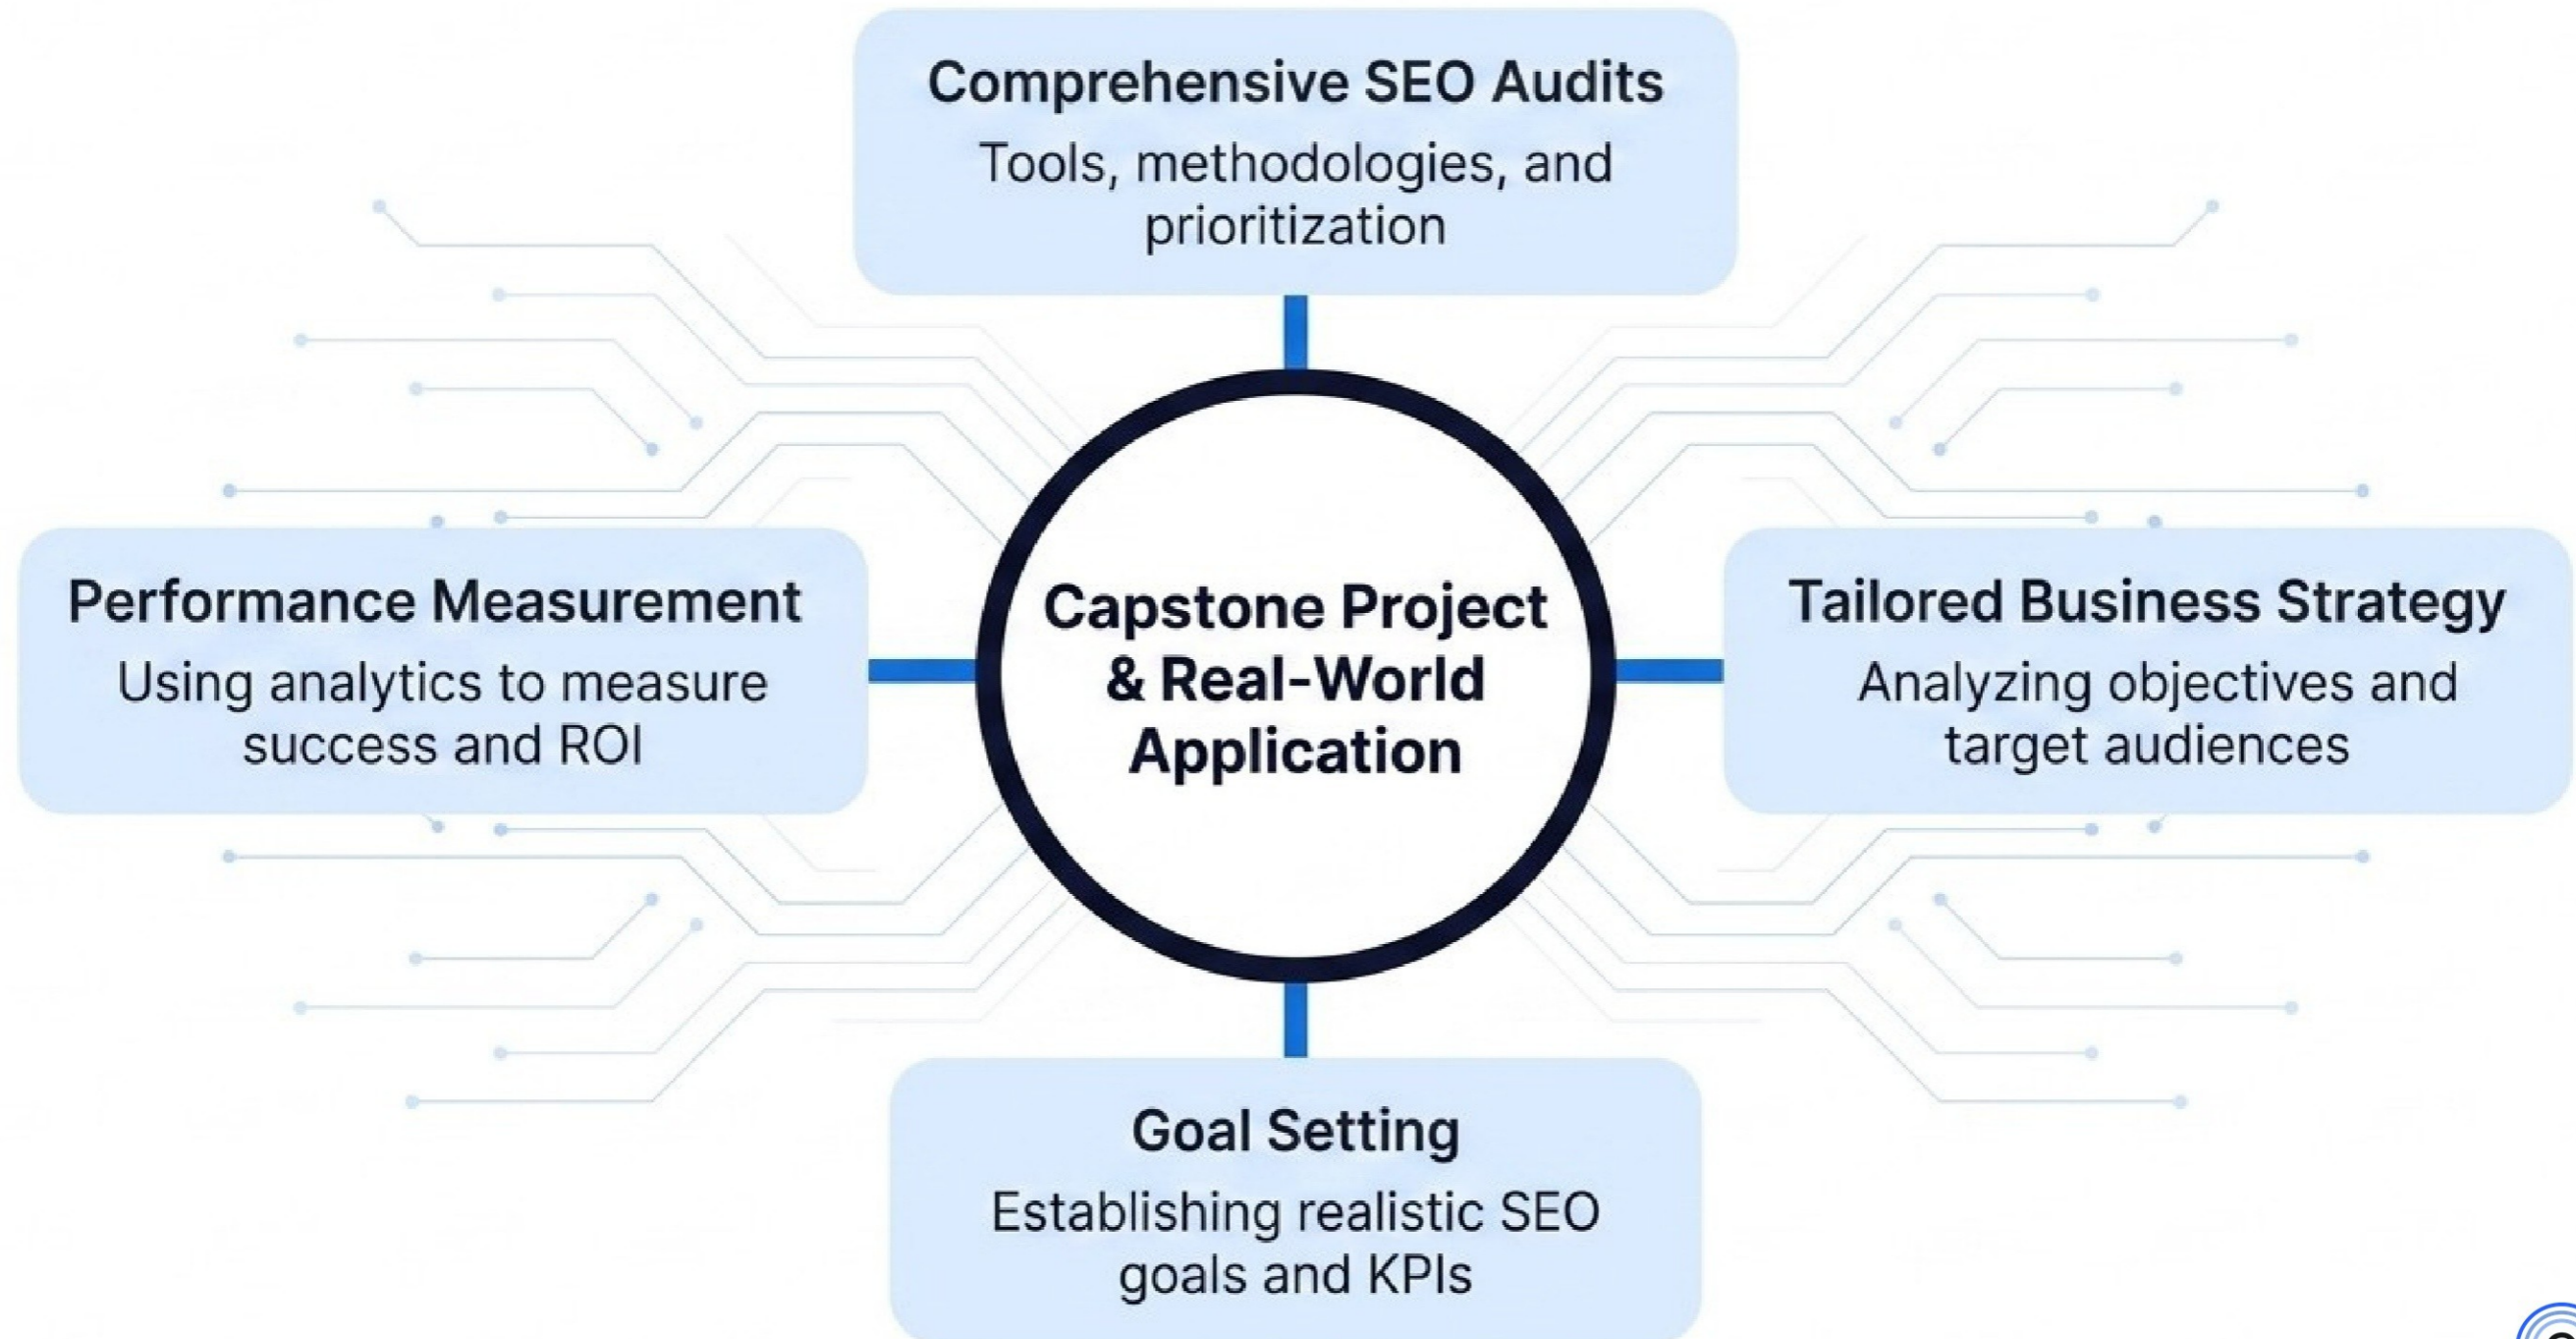 Comprehensive SEO Audits
Tools, methodologies, and
prioritization
Performance Measurement
Using analytics to measure
success and ROI
Capstone Project
& Real-World
Application
Tailored Business Strategy
Analyzing objectives and
target audiences
Goal Setting
Establishing realistic SEO
goals and KPIs